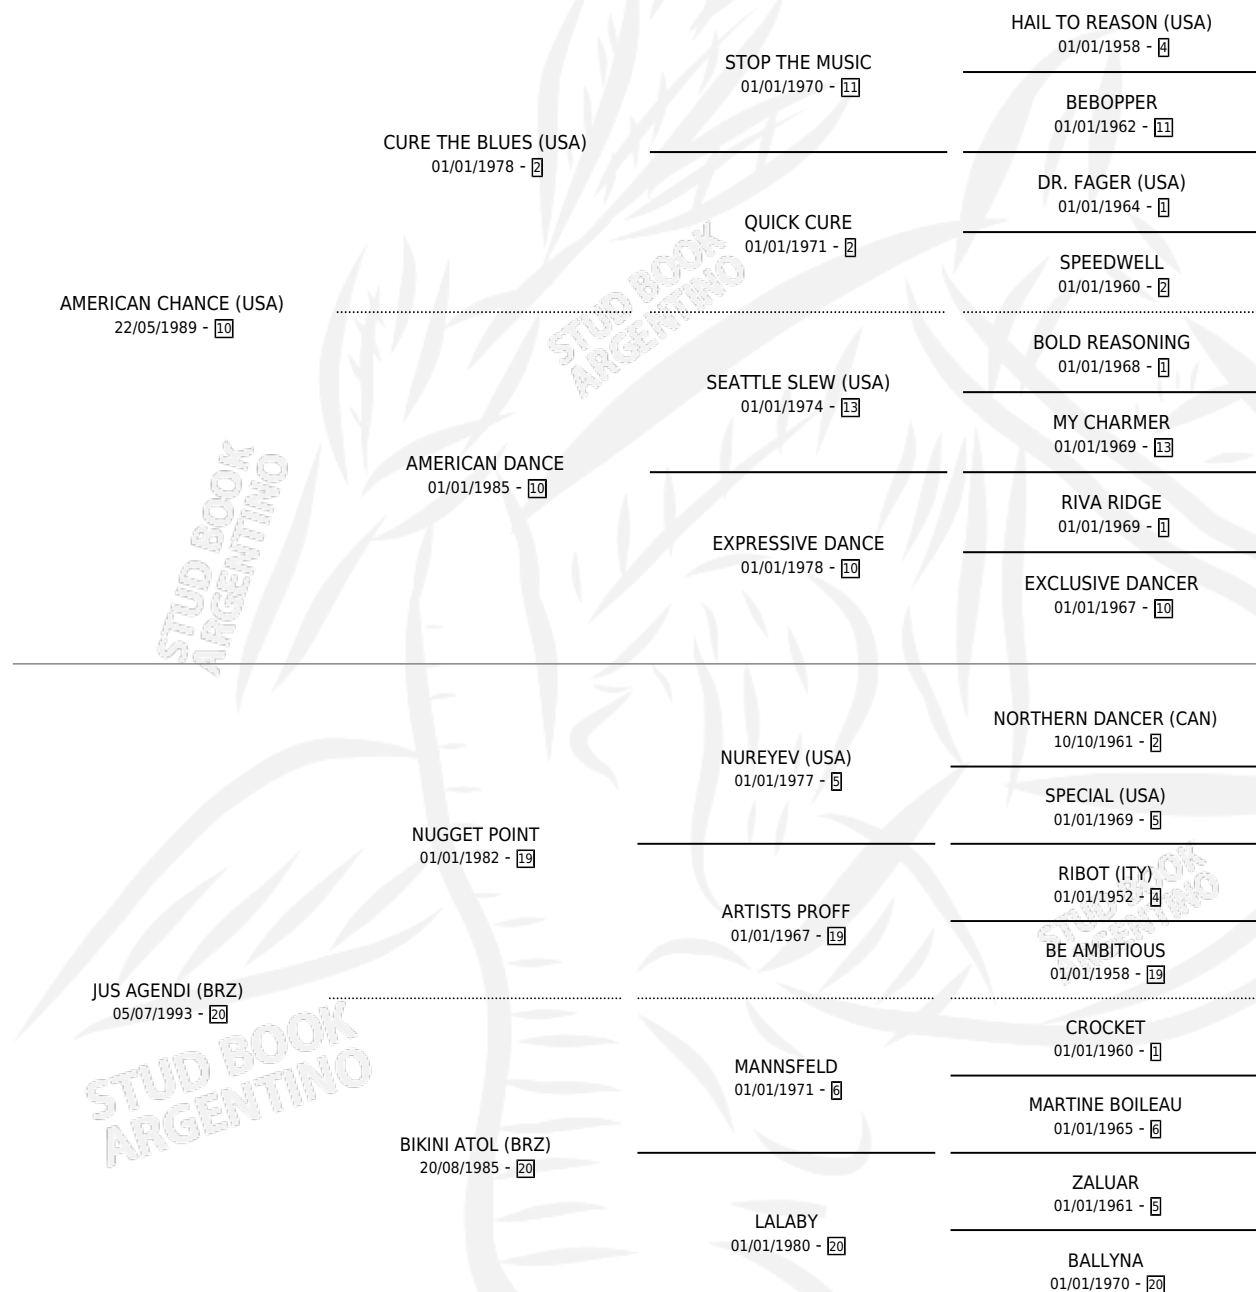 HAIL TO REASON (USA)
01/01/1958 - 4
STOP THE MUSIC
01/01/1970 - 11
BEBOPPER
01/01/1962 - 11
CURE THE BLUES (USA)
01/01/1978 - 2
DR. FAGER (USA)
01/01/1964 - 1
QUICK CURE
01/01/1971 - 2
SPEEDWELL
01/01/1960 - 2
AMERICAN CHANCE (USA)
22/05/1989 - 10
STUD BOOK
ARGENTINO
BOLD REASONING
01/01/1968 - 1
SEATTLE SLEW (USA)
01/01/1974 - 13
MY CHARMER
01/01/1969 - 13
AMERICAN DANCE
01/01/1985 - 10
RIVA RIDGE
01/01/1969 - 1
EXPRESSIVE DANCE
01/01/1978 - 10
EXCLUSIVE DANCER
01/01/1967 - 10
STUD BOOK
ARGENTINO
NORTHERN DANCER (CAN)
10/10/1961 - 2
NUREYEV (USA)
01/01/1977 - 5
SPECIAL (USA)
01/01/1969 - 5
NUGGET POINT
01/01/1982 - 19
RIBOT (ITY)
01/01/1952 - 4
ARTISTS PROFF
01/01/1967 - 19
STUD BOOK
ARGENTINO
BE AMBITIOUS
01/01/1958 - 19
JUS AGENDI (BRZ)
05/07/1993 - 20
CROCKET
01/01/1960 - 1
STUD BOOK
ARGENTINO
MANNSFELD
01/01/1971 - 6
MARTINE BOILEAU
01/01/1965 - 6
BIKINI ATOL (BRZ)
20/08/1985 - 20
ZALUAR
01/01/1961 - 5
LALABY
01/01/1980 - 20
BALLYNA
01/01/1970 - 20